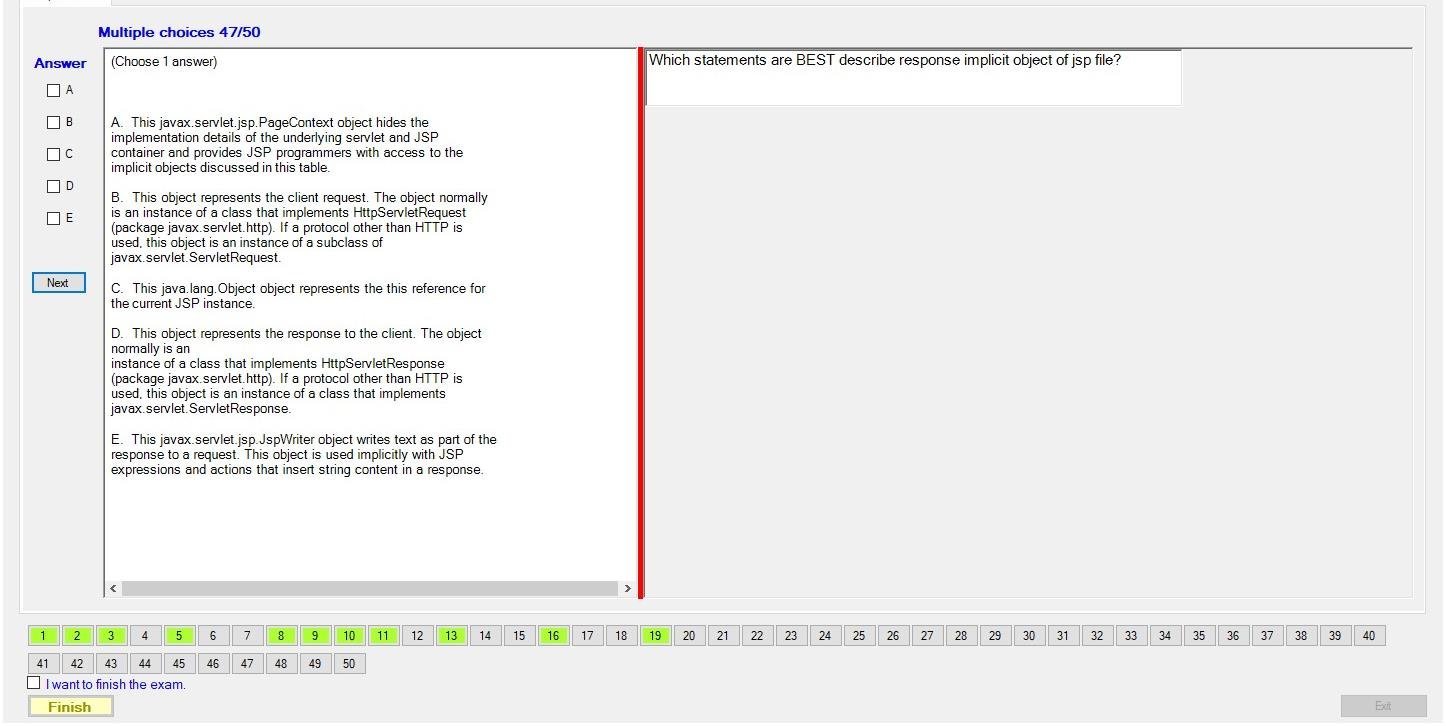 Multiple choices 47/50
Answer
A
B
C
D
E
Next
(Choose 1 answer)
A. This javax.servlet.jsp.PageContext object hides the
implementation details of the underlying servlet and JSP
container and provides JSP programmers with access to the
implicit objects discussed in this table.
B. This object represents the client request. The object normally
is an instance of a class that implements HttpServletRequest
(package javax.servlet.http). If a protocol other than HTTP is
used, this object is an instance of a subclass of
javax.servlet.ServletRequest.
C. This java.lang.Object object represents the this reference for
the current JSP instance.
D. This object represents the response to the client. The object
normally is an
instance of a class that implements HttpServletResponse
(package javax.servlet.http). If a protocol other than HTTP is
used, this object is an instance of a class that implements
javax.servlet.ServletResponse.
E. This javax.servlet.jsp.JspWriter object writes text as part of the
response to a request. This object is used implicitly with JSP
expressions and actions that insert string content in a response.
Which statements are BEST describe response implicit object of jsp file?
1 2 3 4 5 6 7 8 9 10 11 12 13 14 15 16 17 18 19 20 21 22 23 24 25 26 27 28 29 30 31 32 33 34 35 36 37 38 39 40
41 42 43 44 45 46 47 48 49 50
I want to finish the exam.
Finish
Exit